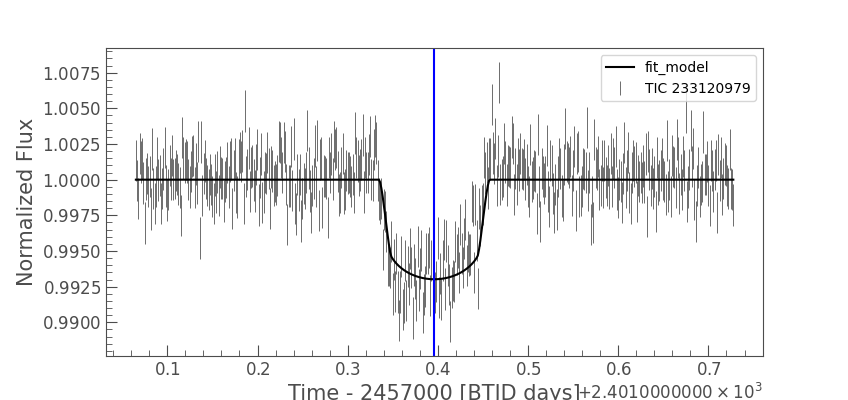 fit_model
TIC 233120979
Normalized Flux
1.0075
1.0050
1.0025
1.0000
0.9975
0.9950
0.9925
0.9900
0.1 0.2 0.3 0.4 0.5 0.6 0.7
Time - 2457000 [BTJD days] +2.4010000000 × 10³